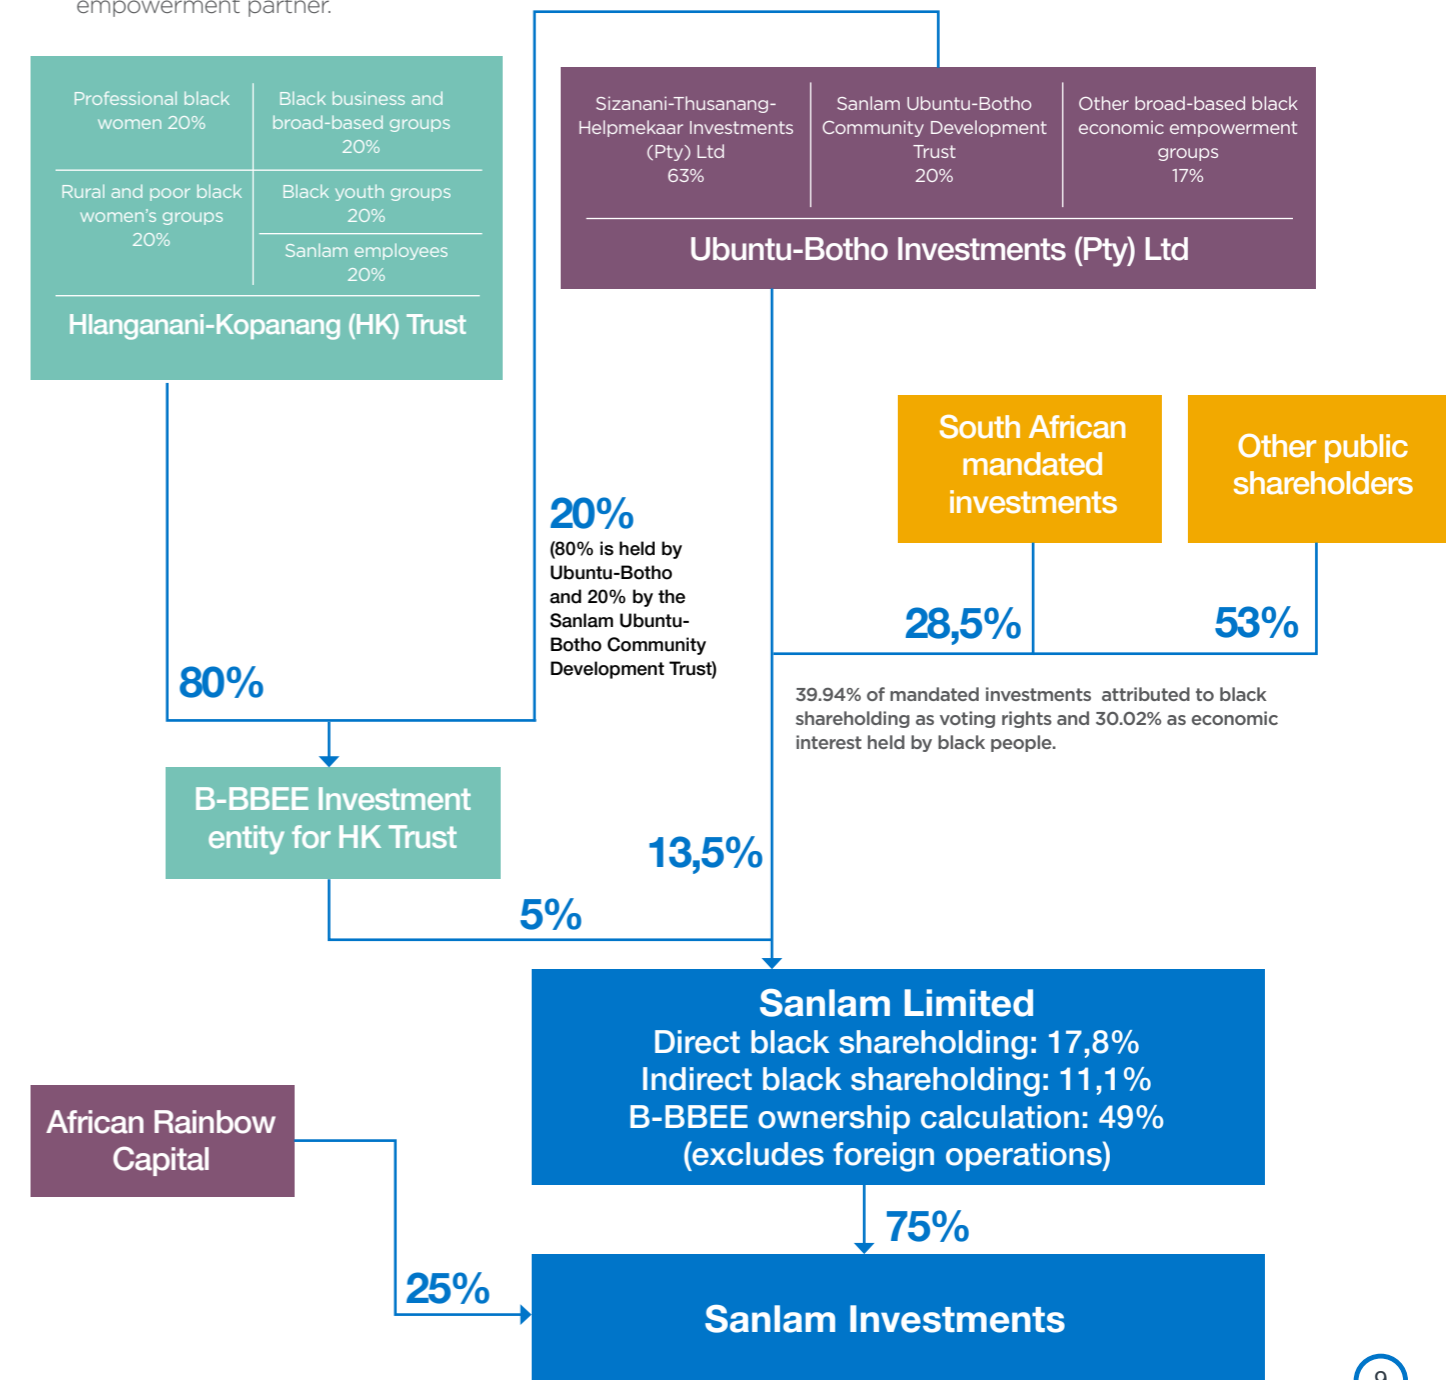 empowerment partner.
Professional black
women 20%
Black business and
broad-based groups
20%
Rural and poor black
women's groups
20%
Black youth groups
20%
Sanlam employees
20%
Hlanganani-Kopanang (HK) Trust
Sizanani-Thusanang-
Helpmekaar Investments
(Pty) Ltd
63%
Sanlam Ubuntu-Botho
Community Development
Trust
20%
Other broad-based black
economic empowerment
groups
17%
Ubuntu-Botho Investments (Pty) Ltd
South African
mandated
investments
Other public
shareholders
20%
(80% is held by
Ubuntu-Botho
and 20% by the
Sanlam Ubuntu-
Botho Community
Development Trust)
28,5%
53%
80%
39.94% of mandated investments attributed to black
shareholding as voting rights and 30.02% as economic
interest held by black people.
B-BBEE Investment
entity for HK Trust
13,5%
5%
Sanlam Limited
Direct black shareholding: 17,8%
Indirect black shareholding: 11,1%
B-BBEE ownership calculation: 49%
(excludes foreign operations)
African Rainbow
Capital
75%
25%
Sanlam Investments
9